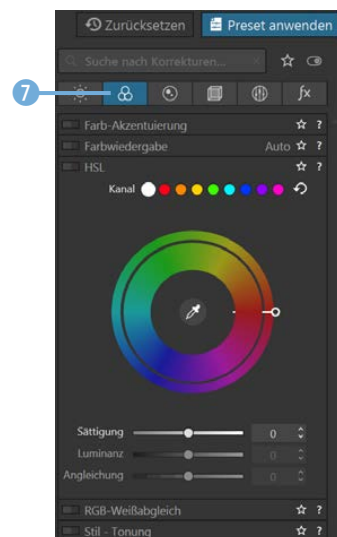 Zurücksetzen Preset anwenden
Suche nach Korrekturen...
7
fx
Farb-Akzentuierung ?
Farbwiedergabe Auto ?
HSL ?
Kanal
Sättigung 0
Luminanz 0
Angleichung 0
RGB-Weißabgleich ?
Stil - Tonung ?